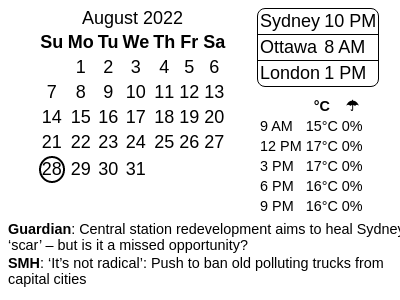 August 2022
Su Mo Tu We Th Fr Sa
1 2 3 4 5 6
7 8 9 10 11 12 13
14 15 16 17 18 19 20
21 22 23 24 25 26 27
28 29 30 31
Sydney 10 PM
Ottawa 8 AM
London 1 PM
°C ☂
9 AM 15°C 0%
12 PM 17°C 0%
3 PM 17°C 0%
6 PM 16°C 0%
9 PM 16°C 0%
Guardian: Central station redevelopment aims to heal Sydney
‘scar’ – but is it a missed opportunity?
SMH: ‘It’s not radical’: Push to ban old polluting trucks from
capital cities